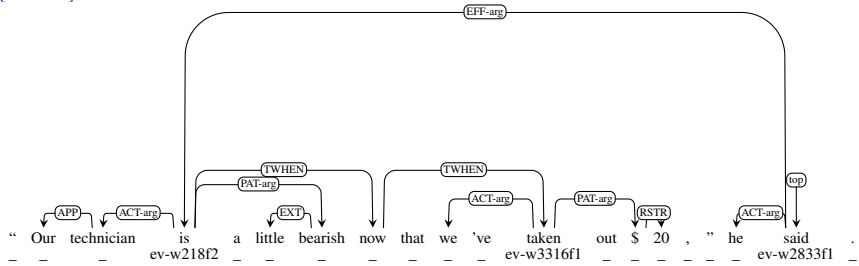 EFF-arg
TWHEN TWHEN top
PAT-arg
APP ACT-arg EXT ACT-arg PAT-arg RSTR ACT-arg
“ Our technician is a little bearish now that we ’ve taken out $ 20 , ” he said .
_ _ _ ev-w218f2 _ _ _ _ _ _ _ ev-w3316f1 _ _ _ _ _ _ ev-w2833f1 _